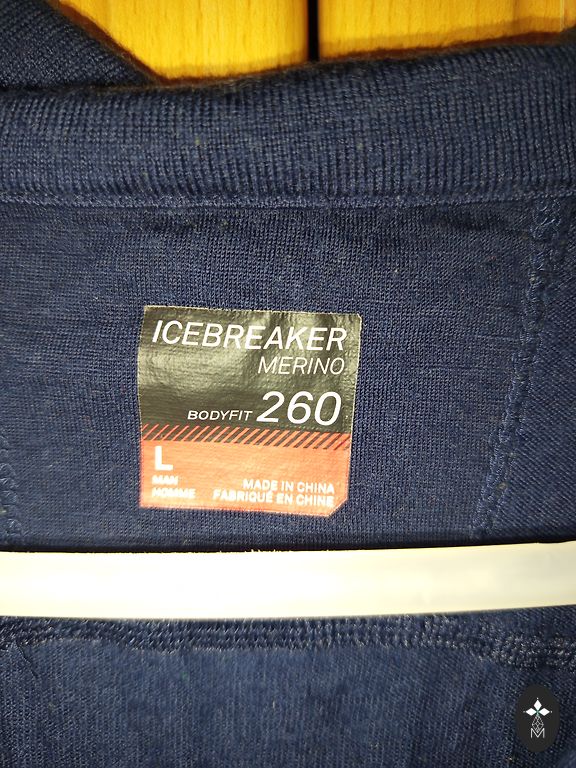 ICEBREAKER
MERINO
BODYFIT 260
L
MAN
HOMME
MADE IN CHINA
FABRIQUÉ EN CHINE
M